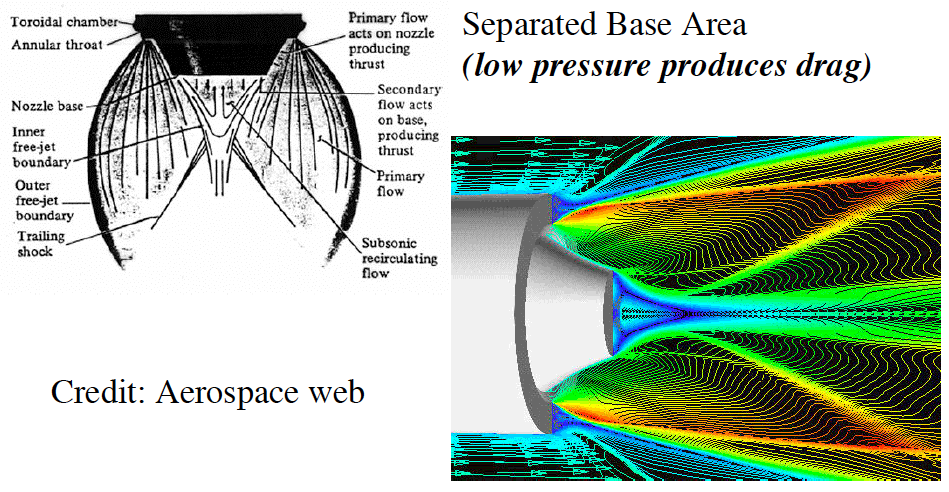 Toroidal chamber
Annular throat
Nozzle base
Inner
free-jet
boundary
Outer
free-jet
boundary
Trailing
shock
Primary flow
acts on nozzle
producing
thrust
Secondary
flow acts
on base,
producing
thrust
Primary
flow
Subsonic
recirculating
flow
Separated Base Area
(low pressure produces drag)
Credit: Aerospace web